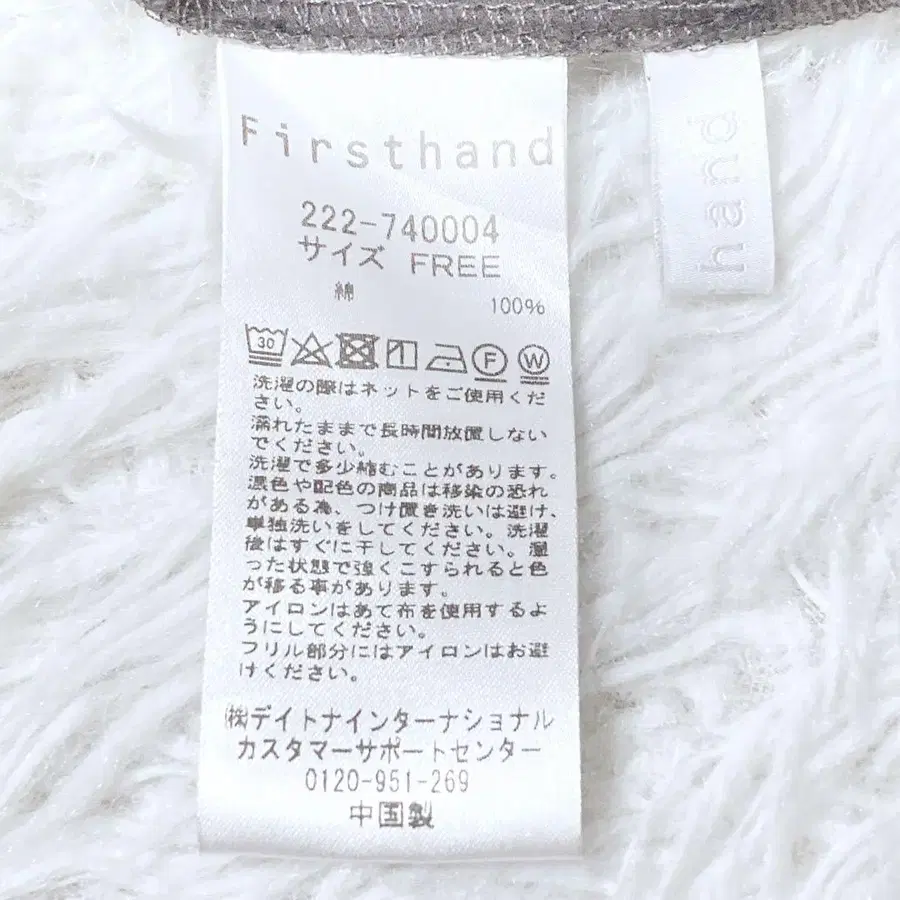 Firsthand
222-740004
サイズ FREE
綿 100%
30
F W
洗濯の際はネットをご使用くだ
さい。
濡れたままで長時間放置しない
でください。
洗濯で多少縮むことがあります。
濃色や配色の商品は移染の恐れ
がある為、つけ置き洗いは避け、
単独洗いをしてください。洗濯
後はすぐに干してください。湿
った状態で強くこすられると色
が移る事があります。
アイロンはあて布を使用するよ
うにしてください。
フリル部分にはアイロンはお避
けください。
㈱デイトナインターナショナル
カスタマーサポートセンター
0120-951-269
中国製
hand